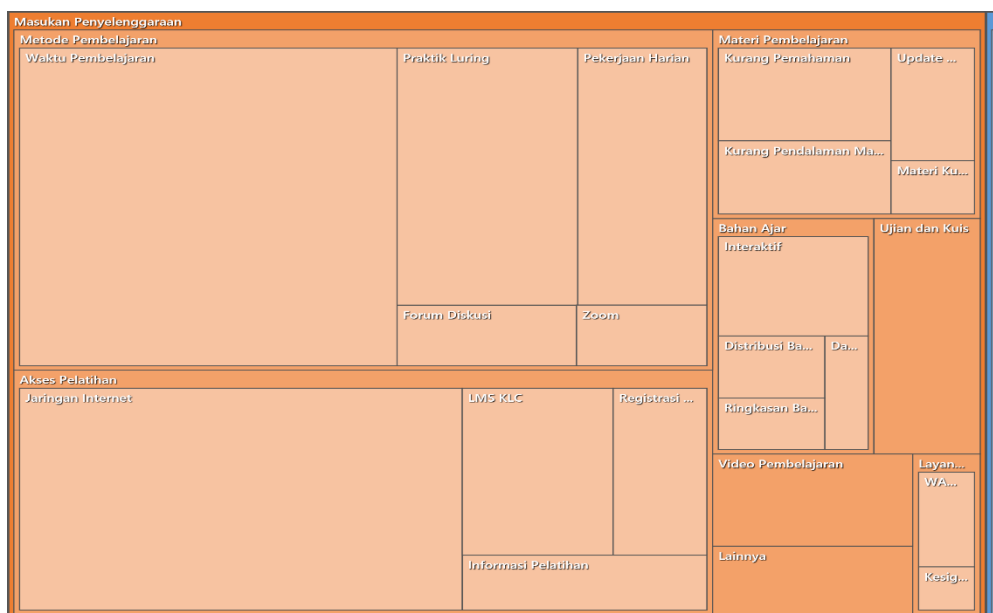 Masukan Penyelenggaraan
Metode Pembelajaran
Waktu Pembelajaran
Praktik Luring
Pekerjaan Harian
Forum Diskusi
Zoom
Akses Pelatihan
Jaringan Internet
LMS KLC
Registrasi ...
Informasi Pelatihan
Materi Pembelajaran
Kurang Pemahaman
Update ...
Kurang Pendalaman Ma...
Materi Ku...
Bahan Ajar
Interaktif
Distribusi Ba...
Da...
Ringkasan Ba...
Ujian dan Kuis
Video Pembelajaran
Lainnya
Layan...
WA...
Kesig...